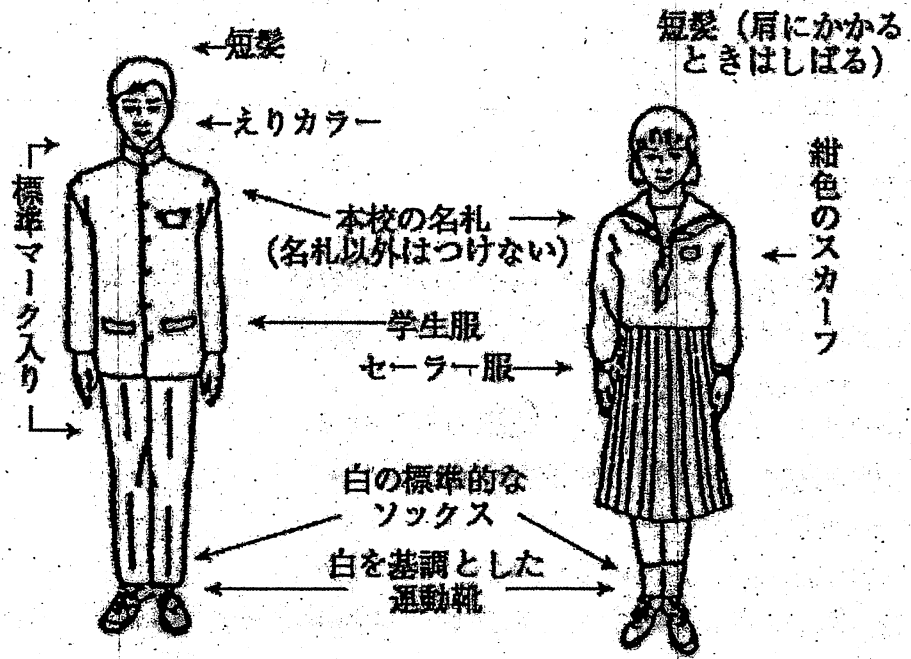 短髪
えりカラー
標準マーク入り
本校の名札
(名札以外はつけない)
学生服
セーラー服
白の標準的な
ソックス
白を基調とした
運動靴
短髪(肩にかかる
ときはしばる)
紺色のスカーフ